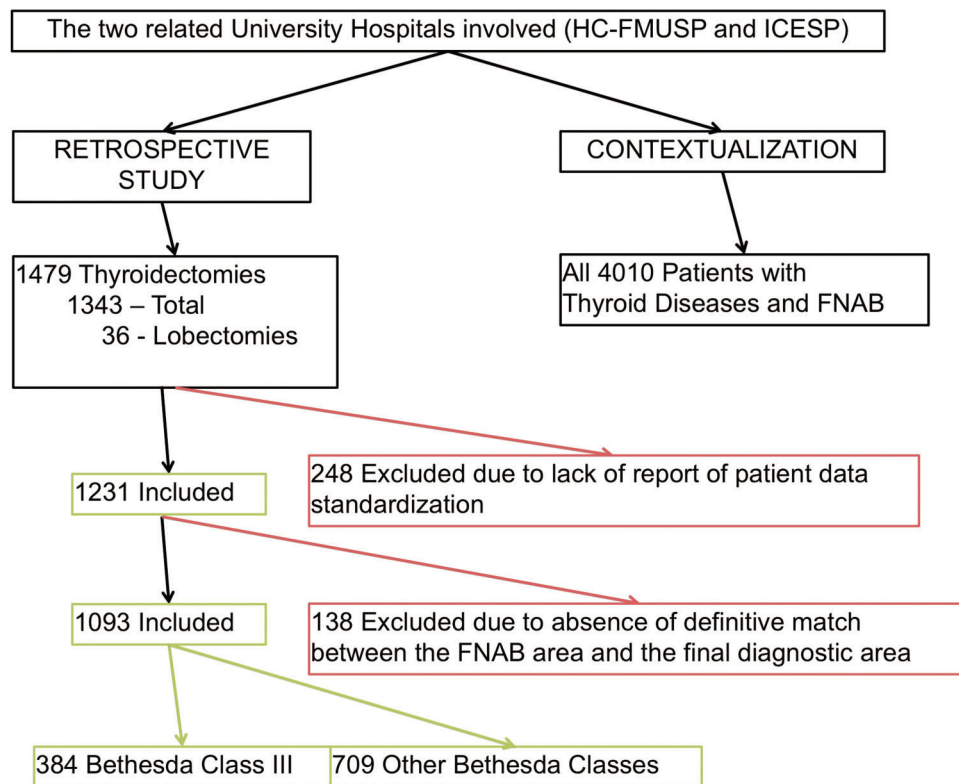 The two related University Hospitals involved (HC-FMUSP and ICESP)
RETROSPECTIVE
STUDY
CONTEXTUALIZATION
1479 Thyroidectomies
1343 – Total
36 - Lobectomies
All 4010 Patients with
Thyroid Diseases and FNAB
248 Excluded due to lack of report of patient data
standardization
1231 Included
138 Excluded due to absence of definitive match
between the FNAB area and the final diagnostic area
1093 Included
384 Bethesda Class III
709 Other Bethesda Classes